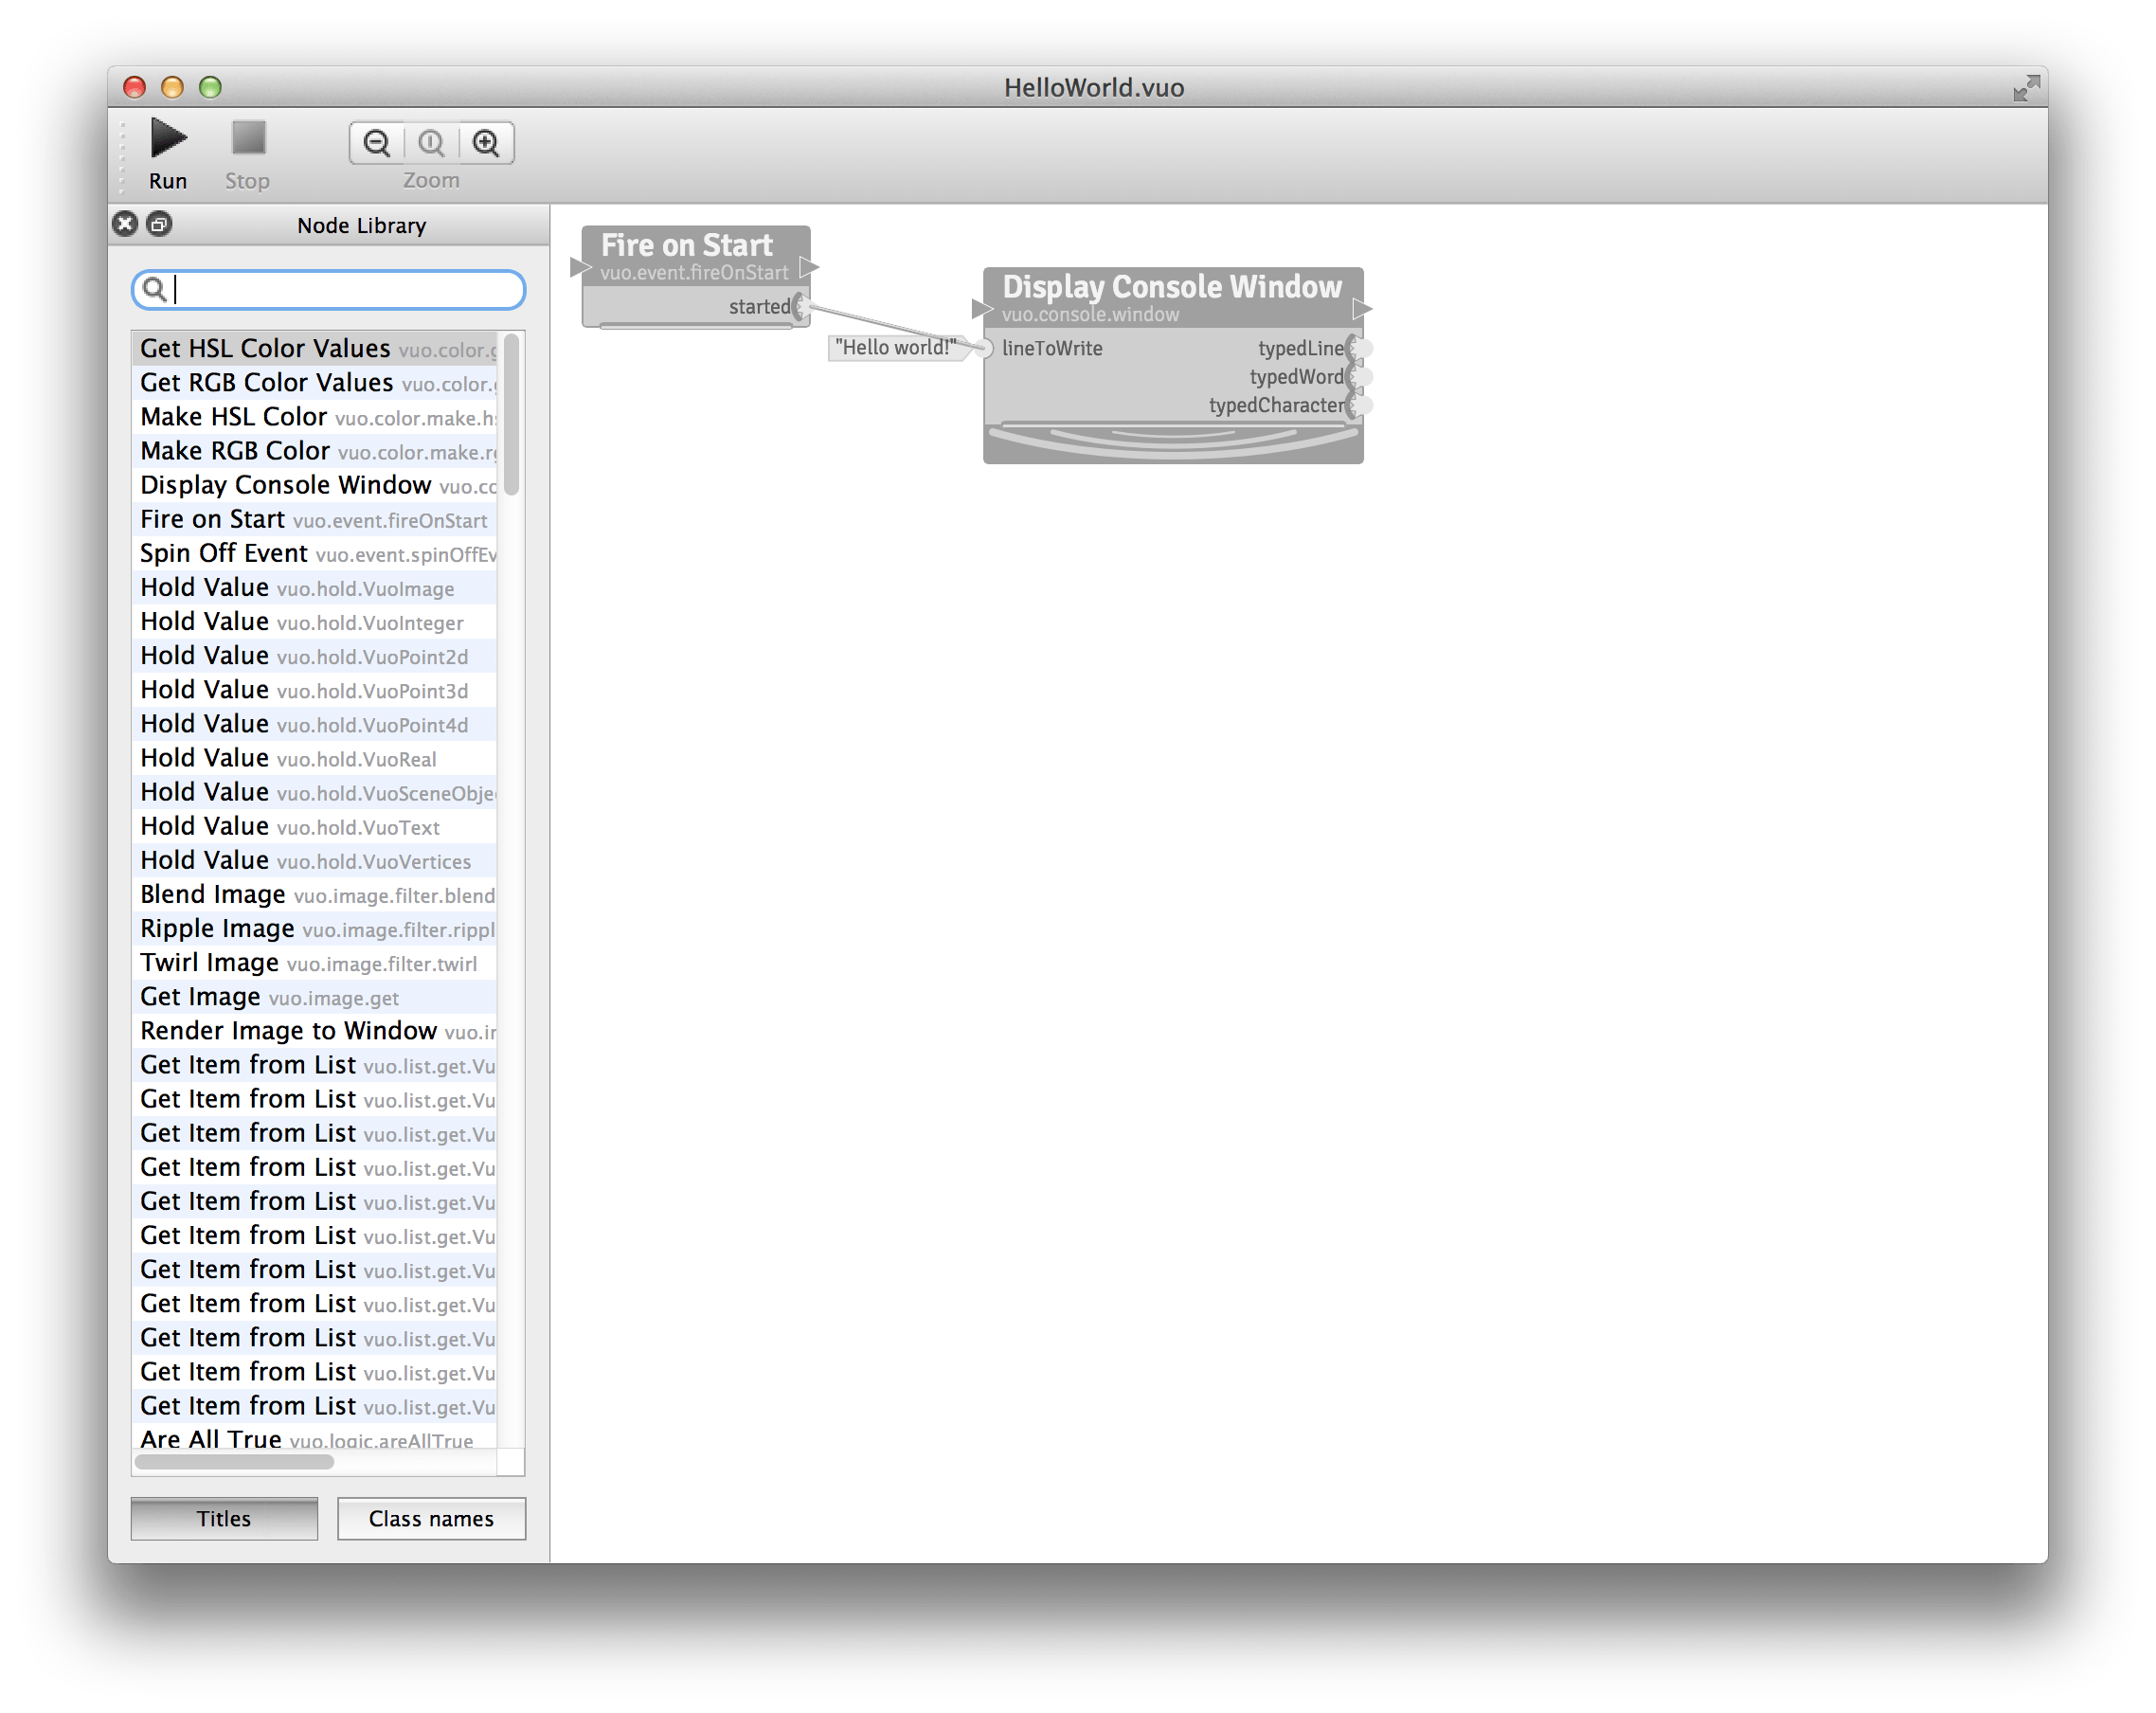 HelloWorld.vuo
Run
Stop
Zoom
Node Library
Get HSL Color Values vuo.color.g
Get RGB Color Values vuo.color.g
Make HSL Color vuo.color.make.hs
Make RGB Color vuo.color.make.rg
Display Console Window vuo.co
Fire on Start vuo.event.fireOnStart
Spin Off Event vuo.event.spinOffEv
Hold Value vuo.hold.VuoImage
Hold Value vuo.hold.VuoInteger
Hold Value vuo.hold.VuoPoint2d
Hold Value vuo.hold.VuoPoint3d
Hold Value vuo.hold.VuoPoint4d
Hold Value vuo.hold.VuoReal
Hold Value vuo.hold.VuoSceneObje
Hold Value vuo.hold.VuoText
Hold Value vuo.hold.VuoVertices
Blend Image vuo.image.filter.blend
Ripple Image vuo.image.filter.rippl
Twirl Image vuo.image.filter.twirl
Get Image vuo.image.get
Render Image to Window vuo.ir
Get Item from List vuo.list.get.Vu
Get Item from List vuo.list.get.Vu
Get Item from List vuo.list.get.Vu
Get Item from List vuo.list.get.Vu
Get Item from List vuo.list.get.Vu
Get Item from List vuo.list.get.Vu
Get Item from List vuo.list.get.Vu
Get Item from List vuo.list.get.Vu
Get Item from List vuo.list.get.Vu
Get Item from List vuo.list.get.Vu
Get Item from List vuo.list.get.Vu
Are All True vuo.logic.areAllTrue
Titles
Class names
Fire on Start
vuo.event.fireOnStart
started
"Hello world!"
Display Console Window
vuo.console.window
lineToWrite
typedLine
typedWord
typedCharacter